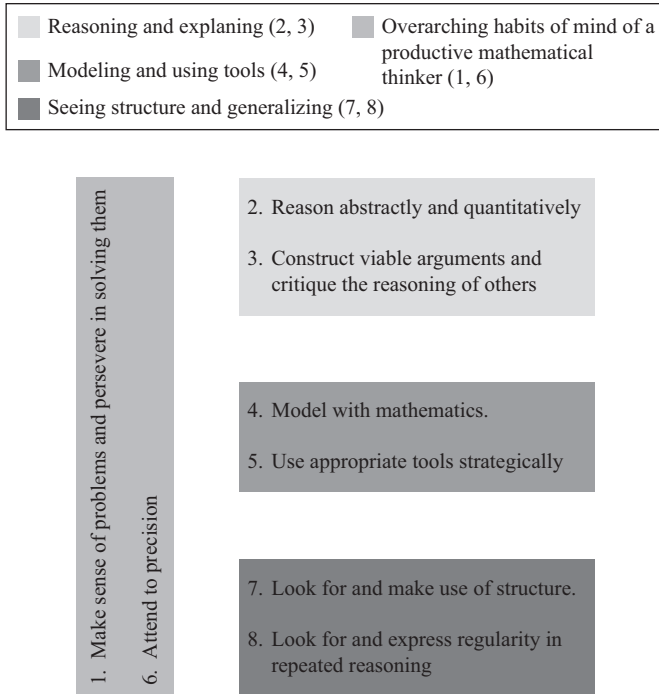 Reasoning and explaning (2, 3)
Modeling and using tools (4, 5)
Seeing structure and generalizing (7, 8)
Overarching habits of mind of a
productive mathematical
thinker (1, 6)
1. Make sense of problems and persevere in solving them
6. Attend to precision
2. Reason abstractly and quantitatively
3. Construct viable arguments and
critique the reasoning of others
4. Model with mathematics.
5. Use appropriate tools strategically
7. Look for and make use of structure.
8. Look for and express regularity in
repeated reasoning